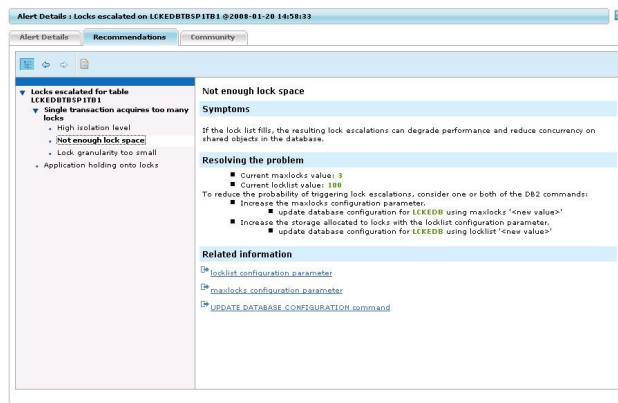 Alert Details : Locks escalated on LCKEDBTBSP1TB1 @2008-01-20 14:58:33
Alert Details
Recommendations
Community
Locks escalated for table
LCKEDTBSP1TB1
Single transaction acquires too many
locks
High isolation level
Not enough lock space
Lock granularity too small
Application holding onto locks
Not enough lock space
Symptoms
If the lock list fills, the resulting lock escalations can degrade performance and reduce concurrency on
shared objects in the database.
Resolving the problem
Current maxlocks value: 3
Current locklist value: 100
To reduce the probability of triggering lock escalations, consider one or both of the DB2 commands:
Increase the maxlocks configuration parameter.
update database configuration for LCKEDB using maxlocks '<new value>'
Increase the storage allocated to locks with the locklist configuration parameter.
update database configuration for LCKEDB using locklist '<new value>'
Related information
locklist configuration parameter
maxlocks configuration parameter
UPDATE DATABASE CONFIGURATION command